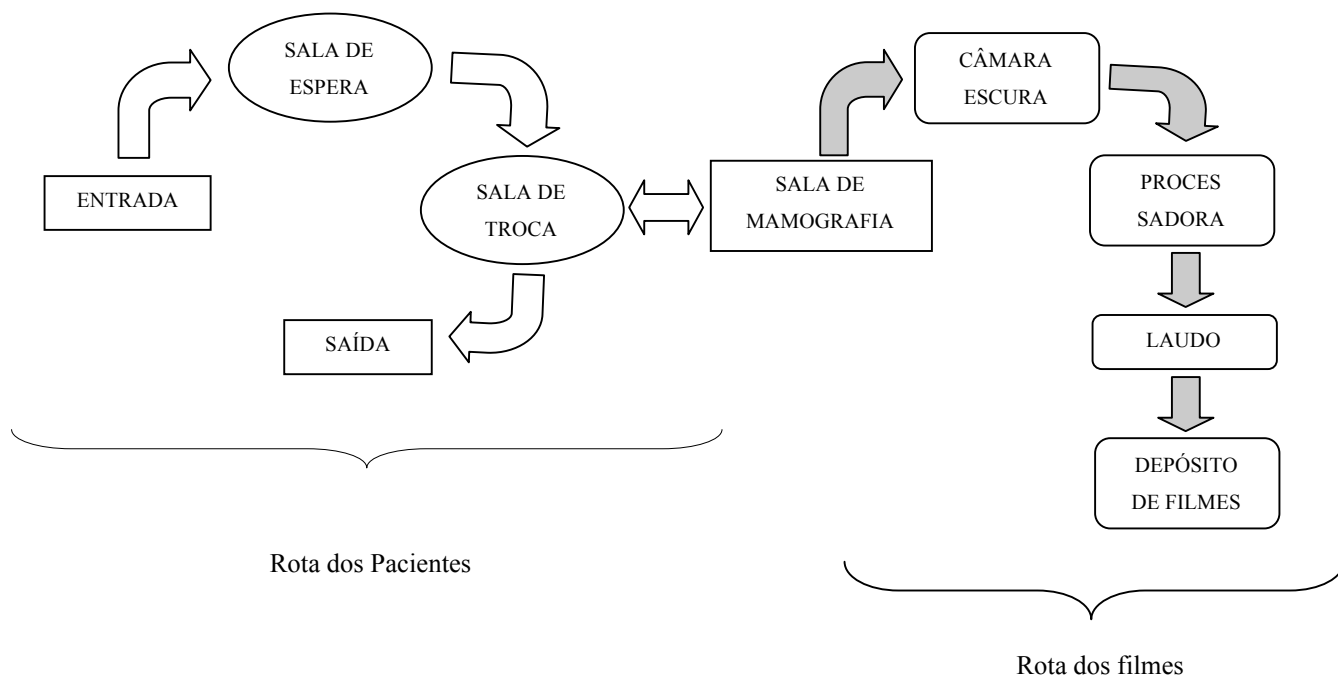 SALA DE
ESPERA
CÂMARA
ESCURA
ENTRADA
SALA DE
TROCA
SALA DE
MAMOGRAFIA
PROCES
SADORA
SAÍDA
LAUDO
DEPÓSITO
DE FILMES
Rota dos Pacientes
Rota dos filmes